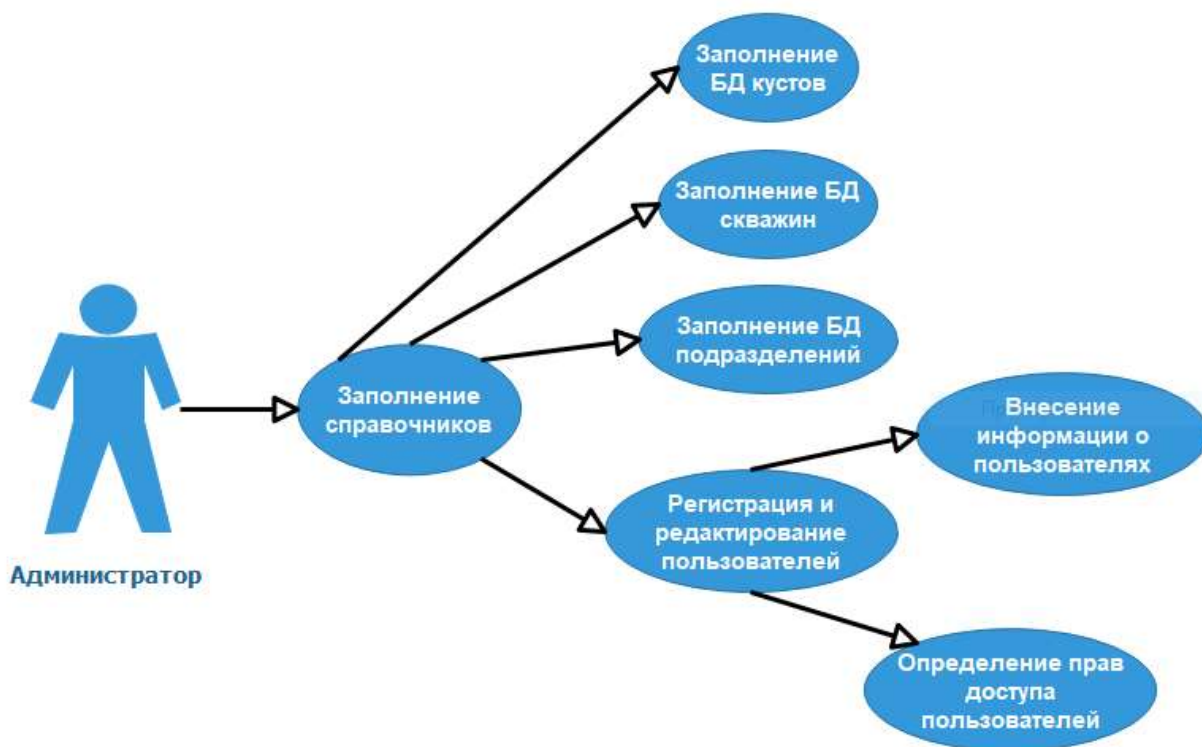 Заполнение
БД кустов
Заполнение БД
скважин
Заполнение БД
подразделений
Заполнение
справочников
Внесение
информации о
пользователях
Регистрация и
редактирование
пользователей
Администратор
Определение прав
доступа
пользователей